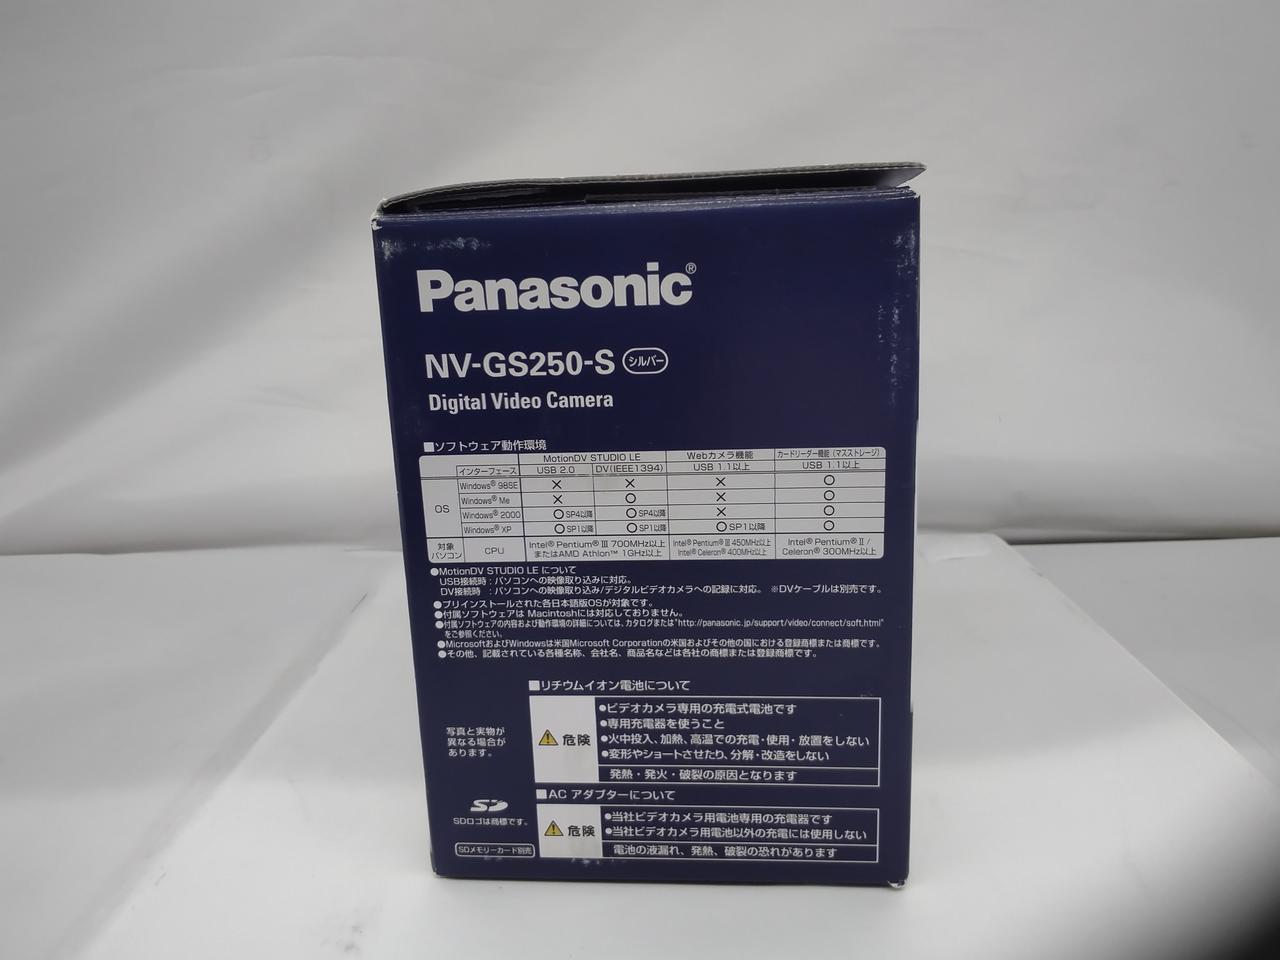 Panasonic®
NV-GS250-S シルバー
Digital Video Camera
■ソフトウェア動作環境
MotionDV STUDIO LE Webカメラ機能 カードリーダー機能(マスストレージ)
インターフェース USB 2.0 DV(IEEE1394) USB 1.1以上 USB 1.1以上
OS
Windows® 98SE × × × ○
Windows® Me × ○ × ○
Windows® 2000 ○ SP4以降 ○ SP4以降 × ○
Windows® XP ○ SP1以降 ○ SP1以降 ○ SP1以降 ○
対象パソコン CPU Intel® Pentium® III 700MHz以上 Intel® Pentium® III 450MHz以上 Intel® Pentium® II /
またはAMD Athlon™ 1GHz以上 Intel® Celeron® 400MHz以上 Celeron® 300MHz以上
●MotionDV STUDIO LE について
USB接続時:パソコンへの映像取り込みに対応。
DV接続時 :パソコンへの映像取り込み/デジタルビデオカメラへの記録に対応。 ※DVケーブルは別売です。
●プリインストールされた各日本語版OSが対象です。
●付属ソフトウェアは Macintoshには対応しておりません。
●付属ソフトウェアの内容および動作環境の詳細については、カタログまたは"http://panasonic.jp/support/video/connect/soft.html"
をご参照ください。
●MicrosoftおよびWindowsは米国Microsoft Corporationの米国およびその他の国における登録商標または商標です。
●その他、記載されている各種名称、会社名、商品名などは各社の商標または登録商標です。
■リチウムイオン電池について
危険
●ビデオカメラ専用の充電式電池です
●専用充電器を使うこと
●火中投入、加熱、高温での充電・使用・放置をしない
●変形やショートさせたり、分解・改造をしない
発熱・発火・破裂の原因となります
写真と実物が
異なる場合が
あります。
■AC アダプターについて
危険
●当社ビデオカメラ用電池専用の充電器です
●当社ビデオカメラ用電池以外の充電には使用しない
電池の液漏れ、発熱、破裂の恐れがあります
SD
SDロゴは商標です。
SDメモリーカード別売